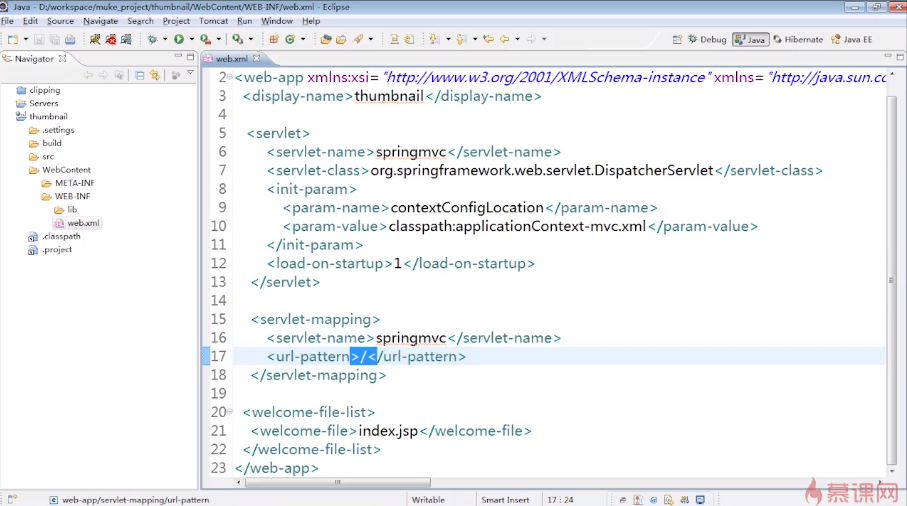 Java - D:/workspace/muke_project/thumbnail/WebContent/WEB-INF/web.xml - Eclipse
File Edit Source Navigate Search Project Tomcat Run Window Help
Debug Java Hibernate Java EE
Navigator
clipping
Servers
thumbnail
.settings
build
src
WebContent
META-INF
WEB-INF
lib
web.xml
.classpath
.project
web.xml
2 <web-app xmlns:xsi="http://www.w3.org/2001/XMLSchema-instance" xmlns="http://java.sun.cc
3 <display-name>thumbnail</display-name>
4
5 <servlet>
6 <servlet-name>springmvc</servlet-name>
7 <servlet-class>org.springframework.web.servlet.DispatcherServlet</servlet-class>
8 <init-param>
9 <param-name>contextConfigLocation</param-name>
10 <param-value>classpath:applicationContext-mvc.xml</param-value>
11 </init-param>
12 <load-on-startup>1</load-on-startup>
13 </servlet>
14
15 <servlet-mapping>
16 <servlet-name>springmvc</servlet-name>
17 <url-pattern>/</url-pattern>
18 </servlet-mapping>
19
20 <welcome-file-list>
21 <welcome-file>index.jsp</welcome-file>
22 </welcome-file-list>
23 </web-app>
web-app/servlet-mapping/url-pattern Writable Smart Insert 17 : 24
慕课网